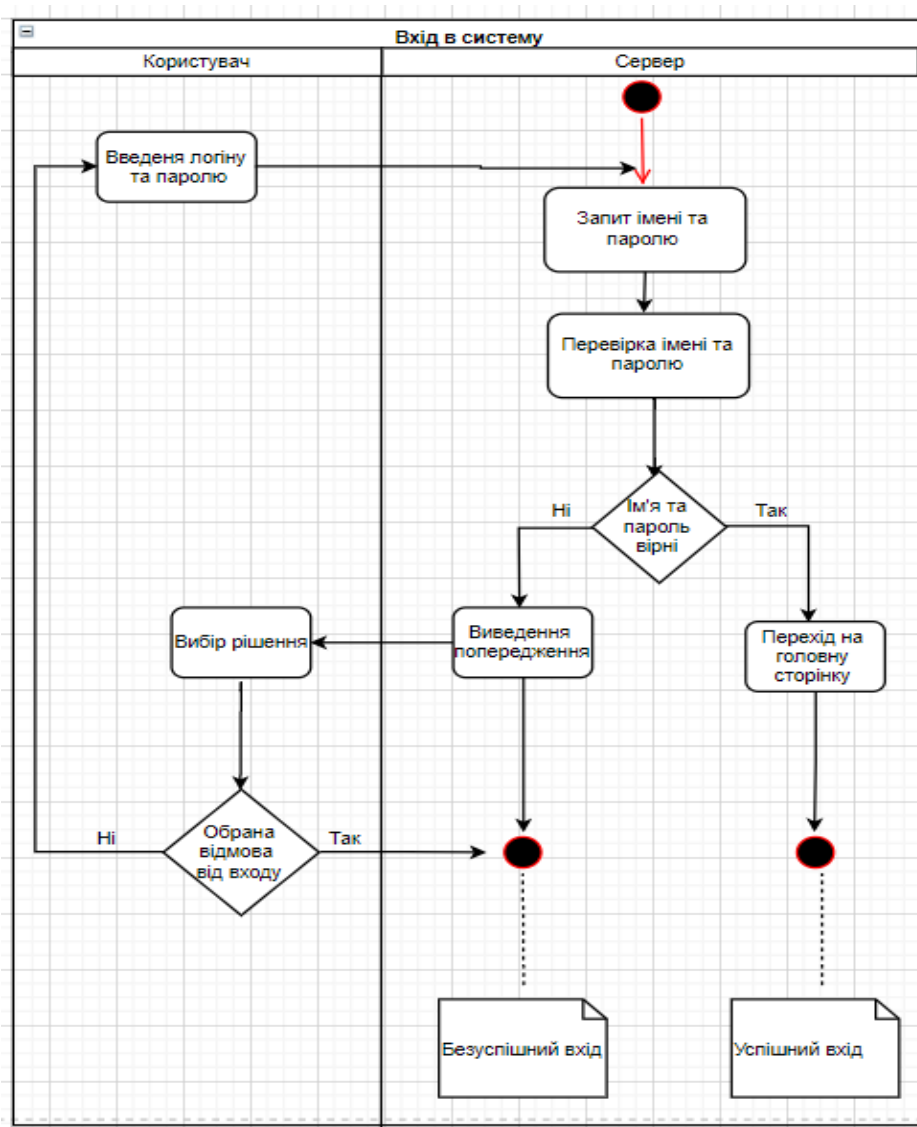 Вхід в систему
Користувач
Сервер
Введеня логіну
та паролю
Запит імені та
паролю
Перевірка імені та
паролю
Ім'я та
пароль
вірні
Ні
Так
Вибір рішення
Виведення
попередження
Перехід на
головну
сторінку
Обрана
відмова
від входу
Ні
Так
Безуспішний вхід
Успішний вхід